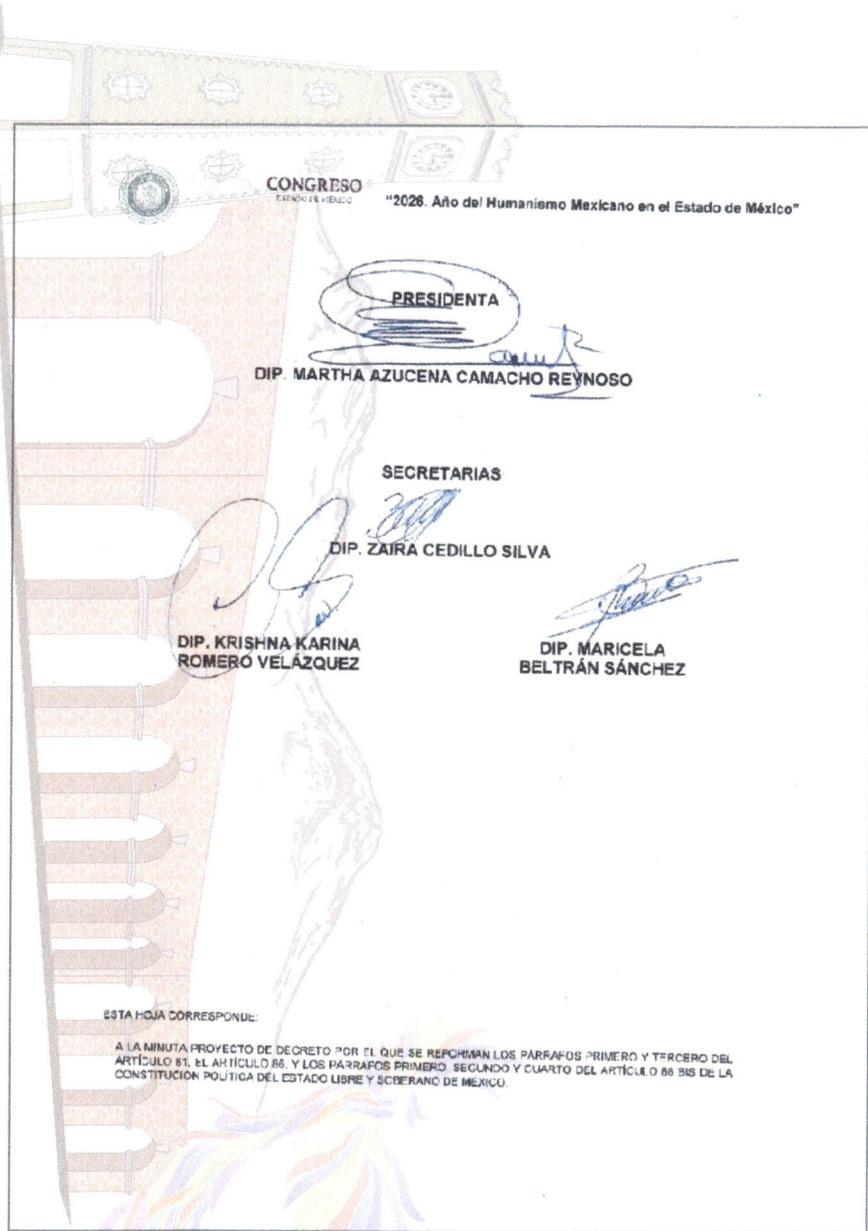 CONGRESO
ESTADO DE MÉXICO
"2026. Año del Humanismo Mexicano en el Estado de México"
PRESIDENTA
DIP. MARTHA AZUCENA CAMACHO REYNOSO
SECRETARIAS
DIP. ZAIRA CEDILLO SILVA
DIP. KRISHNA KARINA
ROMERO VELÁZQUEZ
DIP. MARICELA
BELTRÁN SÁNCHEZ
ESTA HOJA CORRESPONDE:
A LA MINUTA PROYECTO DE DECRETO POR EL QUE SE REFORMAN LOS PÁRRAFOS PRIMERO Y TERCERO DEL
ARTÍCULO 81, EL ARTÍCULO 86, Y LOS PÁRRAFOS PRIMERO, SEGUNDO Y CUARTO DEL ARTÍCULO 86 BIS DE LA
CONSTITUCIÓN POLÍTICA DEL ESTADO LIBRE Y SOBERANO DE MÉXICO.